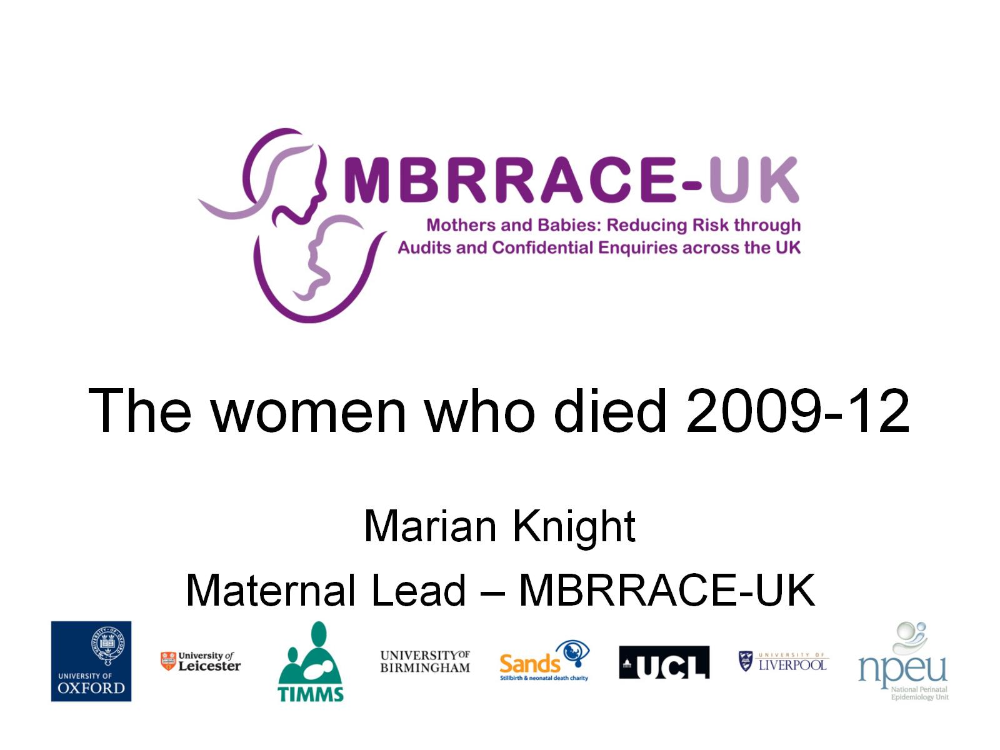 MBRRACE-UK
Mothers and Babies: Reducing Risk through
Audits and Confidential Enquiries across the UK
The women who died 2009-12
Marian Knight
Maternal Lead – MBRRACE-UK
UNIVERSITY OF
OXFORD
University of
Leicester
TIMMS
UNIVERSITY OF
BIRMINGHAM
Sands
Stillbirth & neonatal death charity
UCL
UNIVERSITY OF
LIVERPOOL
npeu
National Perinatal
Epidemiology Unit